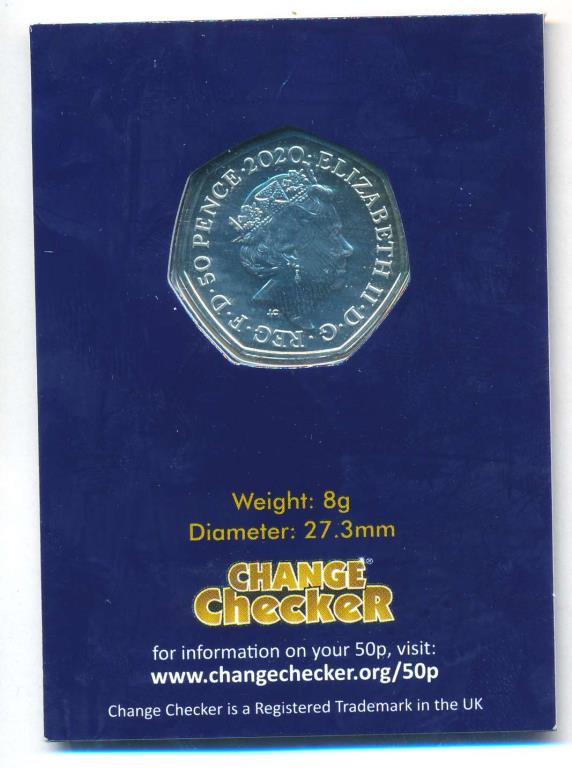 ELIZABETH II · D · G · REG · F · D · 50 PENCE · 2020 ·
JC
Weight: 8g
Diameter: 27.3mm
CHANGE®
CHecKeR
for information on your 50p, visit:
www.changechecker.org/50p
Change Checker is a Registered Trademark in the UK